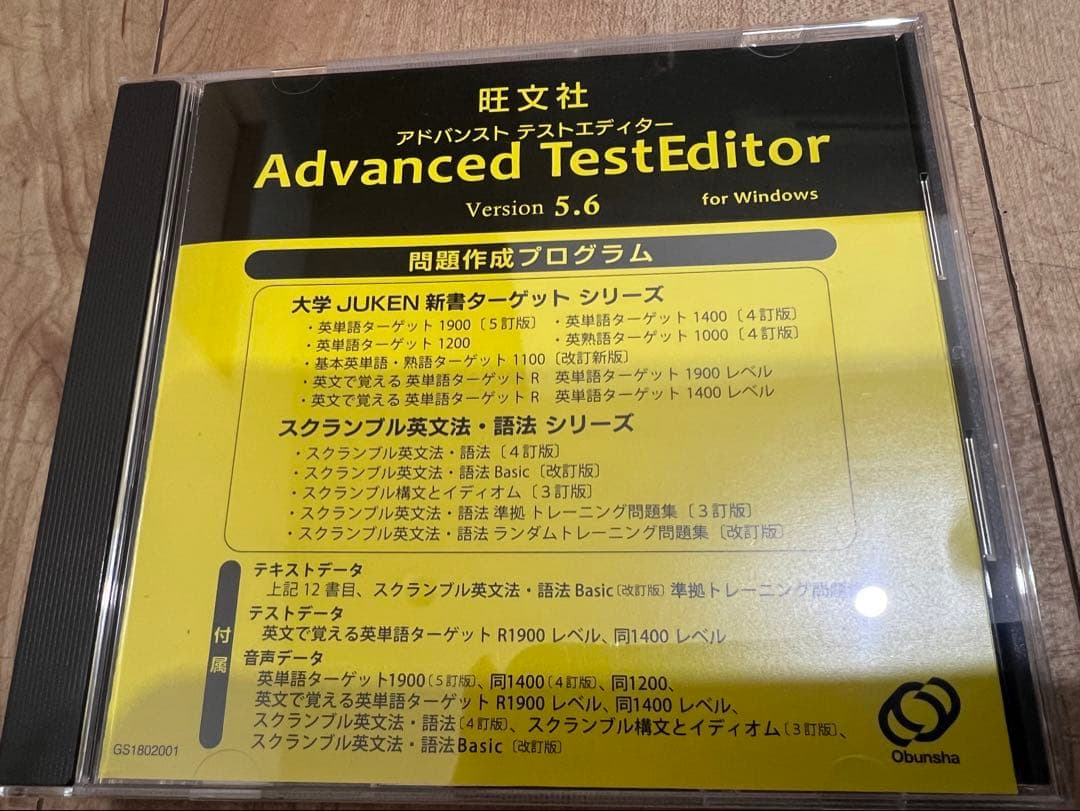 旺文社
アドバンスト テストエディター
Advanced TestEditor
Version 5.6
for Windows
問題作成プログラム
大学 JUKEN 新書ターゲット シリーズ
・英単語ターゲット 1900〔5訂版〕 ・英単語ターゲット 1400〔4訂版〕
・英単語ターゲット 1200 ・英熟語ターゲット 1000〔4訂版〕
・基本英単語・熟語ターゲット 1100〔改訂新版〕
・英文で覚える 英単語ターゲット R 英単語ターゲット 1900 レベル
・英文で覚える 英単語ターゲット R 英単語ターゲット 1400 レベル
スクランブル英文法・語法 シリーズ
・スクランブル英文法・語法〔4訂版〕
・スクランブル英文法・語法 Basic〔改訂版〕
・スクランブル構文とイディオム〔3訂版〕
・スクランブル英文法・語法 準拠 トレーニング問題集〔3訂版〕
・スクランブル英文法・語法 ランダムトレーニング問題集〔改訂版〕
付属
テキストデータ
上記12書目、スクランブル英文法・語法 Basic〔改訂版〕準拠トレーニング問題
テストデータ
英文で覚える英単語ターゲット R1900 レベル、同1400 レベル
音声データ
英単語ターゲット1900〔5訂版〕、同1400〔4訂版〕、同1200、
英文で覚える英単語ターゲット R1900 レベル、同1400 レベル、
スクランブル英文法・語法〔4訂版〕、スクランブル構文とイディオム〔3訂版〕、
スクランブル英文法・語法Basic〔改訂版〕
GS1802001
Obunsha